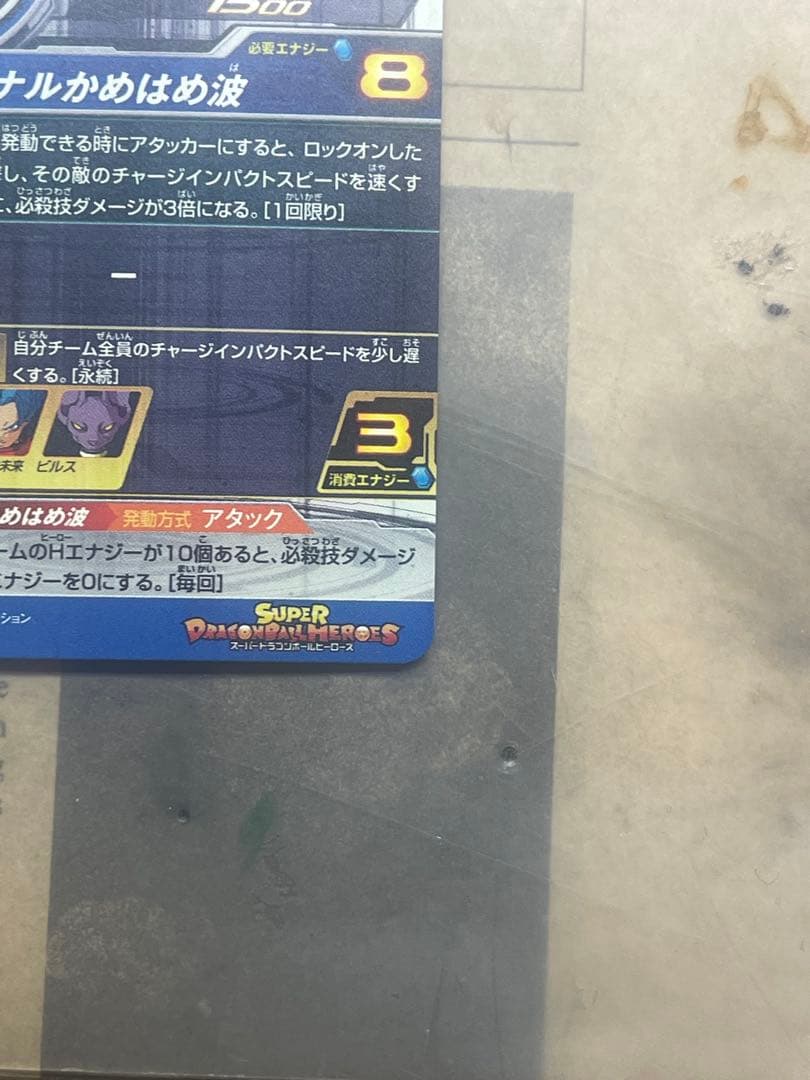 1500
必要エナジー 8
ナルかめはめ波
発動できる時にアタッカーにすると、ロックオンした
し、その敵のチャージインパクトスピードを速くす
、必殺技ダメージが3倍になる。[1回限り]
ー
自分チーム全員のチャージインパクトスピードを少し遅
くする。[永続]
未来 ビルス
3
消費エナジー
めはめ波 発動方式 アタック
ームのHエナジーが10個あると、必殺技ダメージ
エナジーを0にする。[毎回]
ション
SUPER
DRAGONBALL HEROES
スーパードラゴンボールヒーローズ